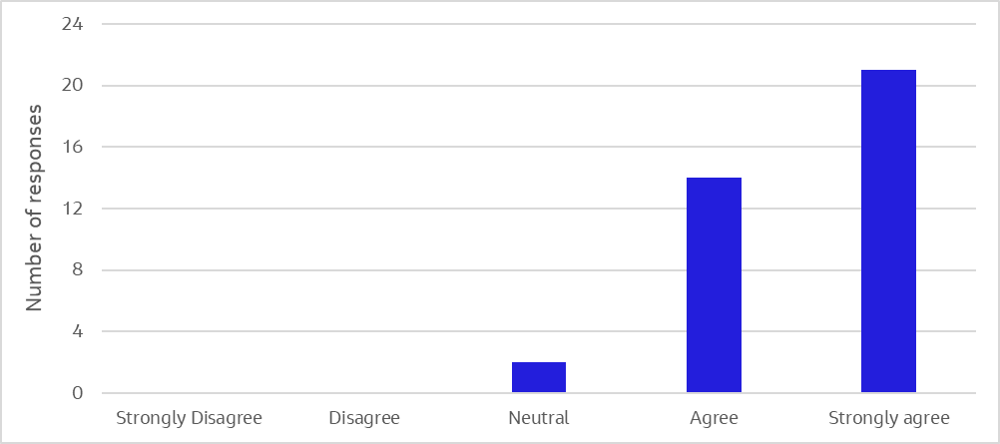 24
20
16
12
8
4
0
Number of responses
Strongly Disagree
Disagree
Neutral
Agree
Strongly agree